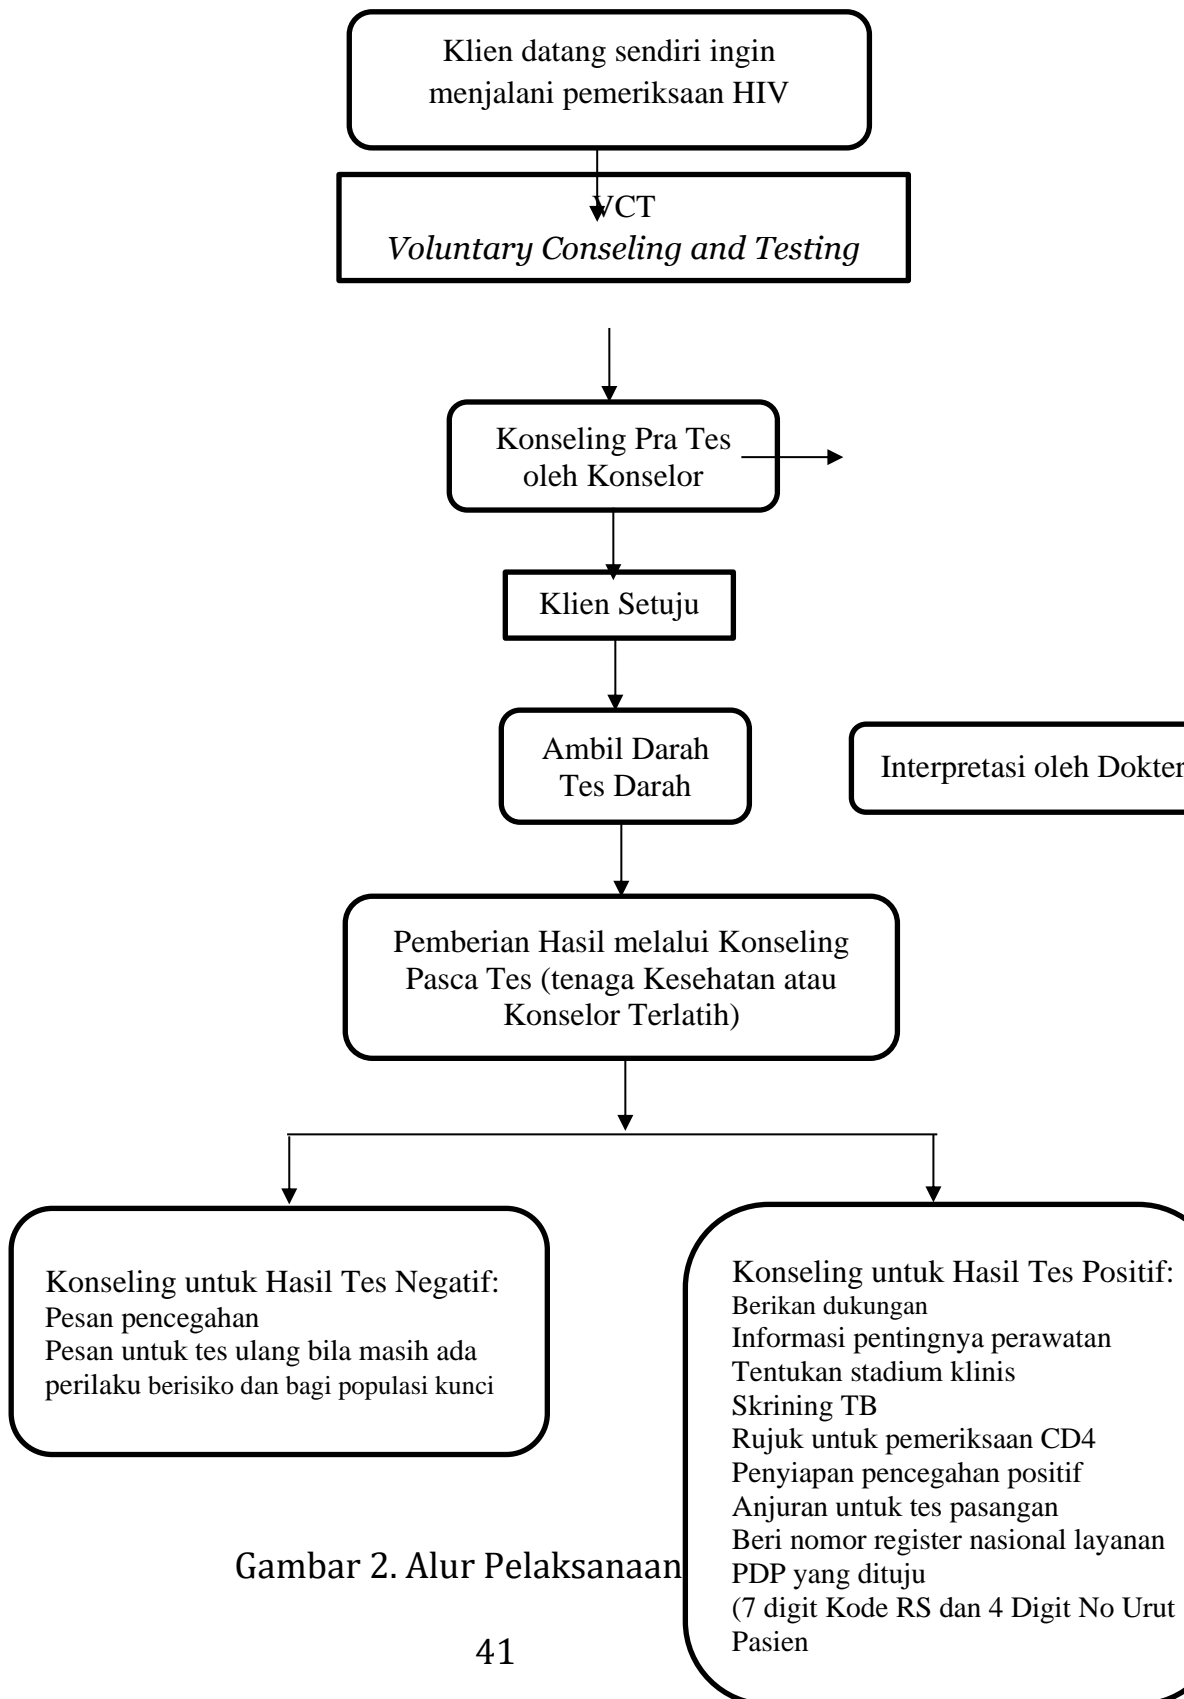 Klien datang sendiri ingin
menjalani pemeriksaan HIV
VCT
Voluntary Conseling and Testing
Konseling Pra Tes
oleh Konselor
Klien Setuju
Ambil Darah
Tes Darah
Interpretasi oleh Dokter
Pemberian Hasil melalui Konseling
Pasca Tes (tenaga Kesehatan atau
Konselor Terlatih)
Konseling untuk Hasil Tes Negatif:
Pesan pencegahan
Pesan untuk tes ulang bila masih ada
perilaku berisiko dan bagi populasi kunci
Konseling untuk Hasil Tes Positif:
Berikan dukungan
Informasi pentingnya perawatan
Tentukan stadium klinis
Skrining TB
Rujuk untuk pemeriksaan CD4
Penyiapan pencegahan positif
Anjuran untuk tes pasangan
Beri nomor register nasional layanan
PDP yang dituju
(7 digit Kode RS dan 4 Digit No Urut
Pasien
Gambar 2. Alur Pelaksanaan
41